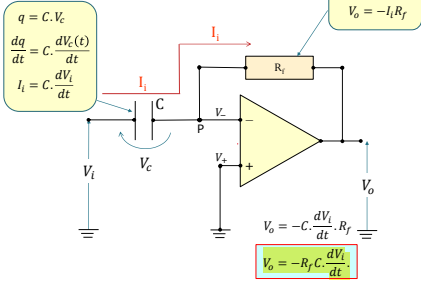 q = C.V_c
dq/dt = C.dV_c(t)/dt
I_i = C.dV_i/dt
V_o = −I_i R_f
I_i
I_i
R_f
C
P
V_−
−
V_+
+
V_c
V_i
V_o
V_o = −C.dV_i/dt.R_f
V_o = −R_f C.dV_i/dt.